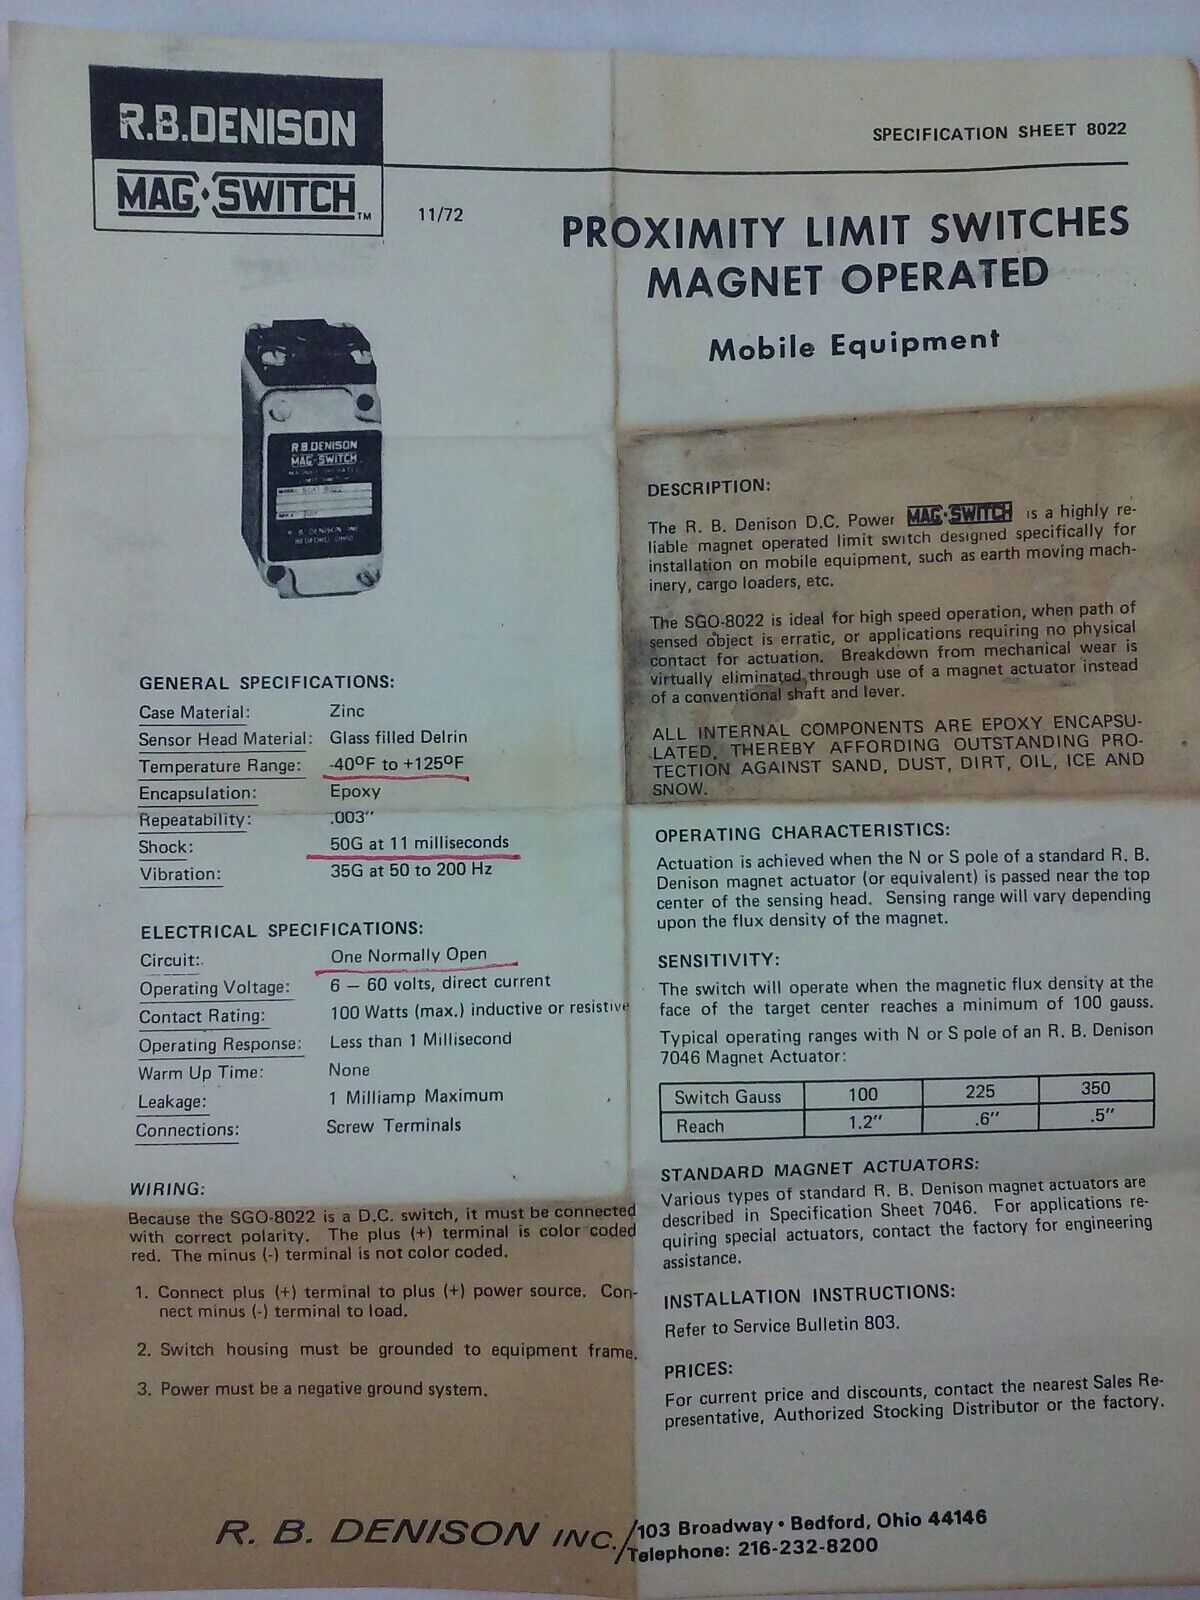 R.B.DENISON
MAG·SWITCH™
11/72
SPECIFICATION SHEET 8022
PROXIMITY LIMIT SWITCHES
MAGNET OPERATED
Mobile Equipment
R.B.DENISON
MAG·SWITCH
MAGNET OPERATED
LIMIT SWITCH
R. B. DENISON INC.
BEDFORD, OHIO
GENERAL SPECIFICATIONS:
Case Material: Zinc
Sensor Head Material: Glass filled Delrin
Temperature Range: -40ºF to +125ºF
Encapsulation: Epoxy
Repeatability: .003"
Shock: 50G at 11 milliseconds
Vibration: 35G at 50 to 200 Hz
ELECTRICAL SPECIFICATIONS:
Circuit: One Normally Open
Operating Voltage: 6 — 60 volts, direct current
Contact Rating: 100 Watts (max.) inductive or resistive
Operating Response: Less than 1 Millisecond
Warm Up Time: None
Leakage: 1 Milliamp Maximum
Connections: Screw Terminals
WIRING:
Because the SGO-8022 is a D.C. switch, it must be connected
with correct polarity. The plus (+) terminal is color coded
red. The minus (-) terminal is not color coded.
1. Connect plus (+) terminal to plus (+) power source. Con-
nect minus (-) terminal to load.
2. Switch housing must be grounded to equipment frame.
3. Power must be a negative ground system.
DESCRIPTION:
The R. B. Denison D.C. Power MAG·SWITCH is a highly re-
liable magnet operated limit switch designed specifically for
installation on mobile equipment, such as earth moving mach-
inery, cargo loaders, etc.
The SGO-8022 is ideal for high speed operation, when path of
sensed object is erratic, or applications requiring no physical
contact for actuation. Breakdown from mechanical wear is
virtually eliminated through use of a magnet actuator instead
of a conventional shaft and lever.
ALL INTERNAL COMPONENTS ARE EPOXY ENCAPSU-
LATED, THEREBY AFFORDING OUTSTANDING PRO-
TECTION AGAINST SAND, DUST, DIRT, OIL, ICE AND
SNOW.
OPERATING CHARACTERISTICS:
Actuation is achieved when the N or S pole of a standard R. B.
Denison magnet actuator (or equivalent) is passed near the top
center of the sensing head. Sensing range will vary depending
upon the flux density of the magnet.
SENSITIVITY:
The switch will operate when the magnetic flux density at the
face of the target center reaches a minimum of 100 gauss.
Typical operating ranges with N or S pole of an R. B. Denison
7046 Magnet Actuator:
Switch Gauss 100 225 350
Reach 1.2" .6" .5"
STANDARD MAGNET ACTUATORS:
Various types of standard R. B. Denison magnet actuators are
described in Specification Sheet 7046. For applications re-
quiring special actuators, contact the factory for engineering
assistance.
INSTALLATION INSTRUCTIONS:
Refer to Service Bulletin 803.
PRICES:
For current price and discounts, contact the nearest Sales Re-
presentative, Authorized Stocking Distributor or the factory.
R. B. DENISON INC./103 Broadway • Bedford, Ohio 44146
Telephone: 216-232-8200